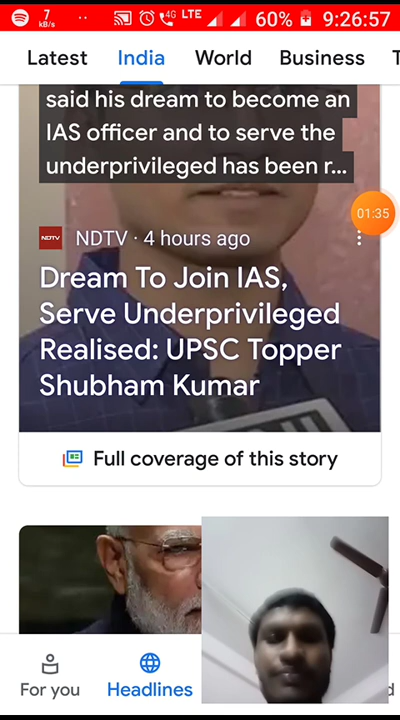 7 kB/s 4G LTE 60% 9:26:57
Latest India World Business T
said his dream to become an
IAS officer and to serve the
underprivileged has been r...
01:35
NDTV NDTV · 4 hours ago
Dream To Join IAS,
Serve Underprivileged
Realised: UPSC Topper
Shubham Kumar
Full coverage of this story
For you Headlines d